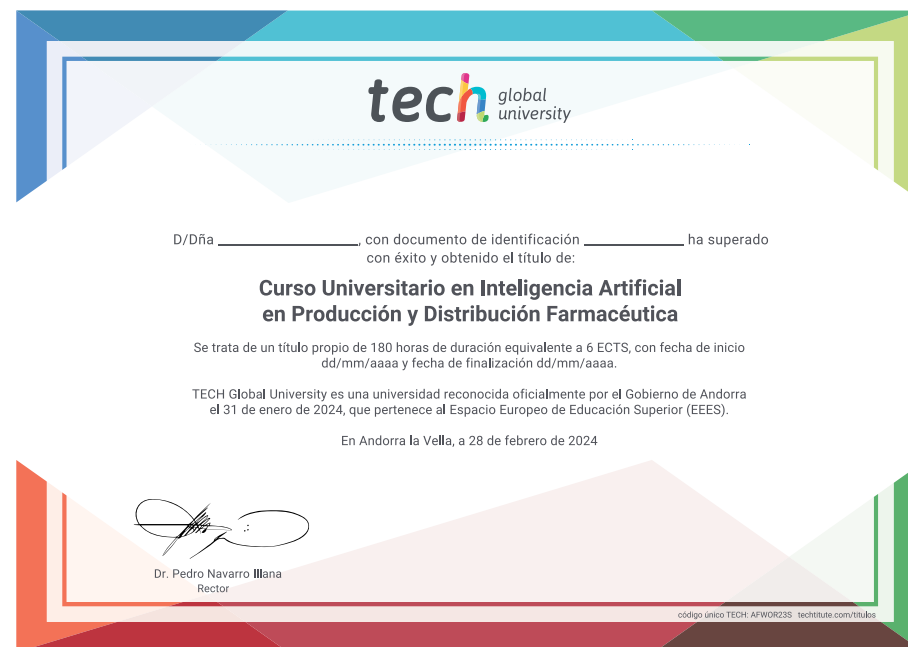 tech global
university
D/Dña ______________, con documento de identificación __________ ha superado
con éxito y obtenido el título de:
Curso Universitario en Inteligencia Artificial
en Producción y Distribución Farmacéutica
Se trata de un título propio de 180 horas de duración equivalente a 6 ECTS, con fecha de inicio
dd/mm/aaaa y fecha de finalización dd/mm/aaaa.
TECH Global University es una universidad reconocida oficialmente por el Gobierno de Andorra
el 31 de enero de 2024, que pertenece al Espacio Europeo de Educación Superior (EEES).
En Andorra la Vella, a 28 de febrero de 2024
Dr. Pedro Navarro Illana
Rector
código único TECH: AFWOR23S techtitute.com/titulos